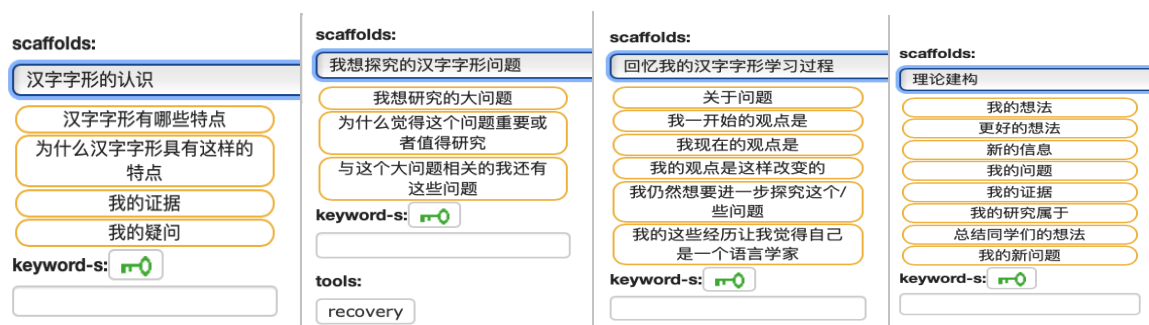 scaffolds:
汉字字形的认识
汉字字形有哪些特点
为什么汉字字形具有这样的
特点
我的证据
我的疑问
keyword-s:
scaffolds:
我想探究的汉字字形问题
我想研究的大问题
为什么觉得这个问题重要或
者值得研究
与这个大问题相关的我还有
这些问题
keyword-s:
tools:
recovery
scaffolds:
回忆我的汉字字形学习过程
关于问题
我一开始的观点是
我现在的观点是
我的观点是这样改变的
我仍然想要进一步探究这个/
些问题
我的这些经历让我觉得自己
是一个语言学家
keyword-s:
scaffolds:
理论建构
我的想法
更好的想法
新的信息
我的问题
我的证据
我的研究属于
总结同学们的想法
我的新问题
keyword-s: